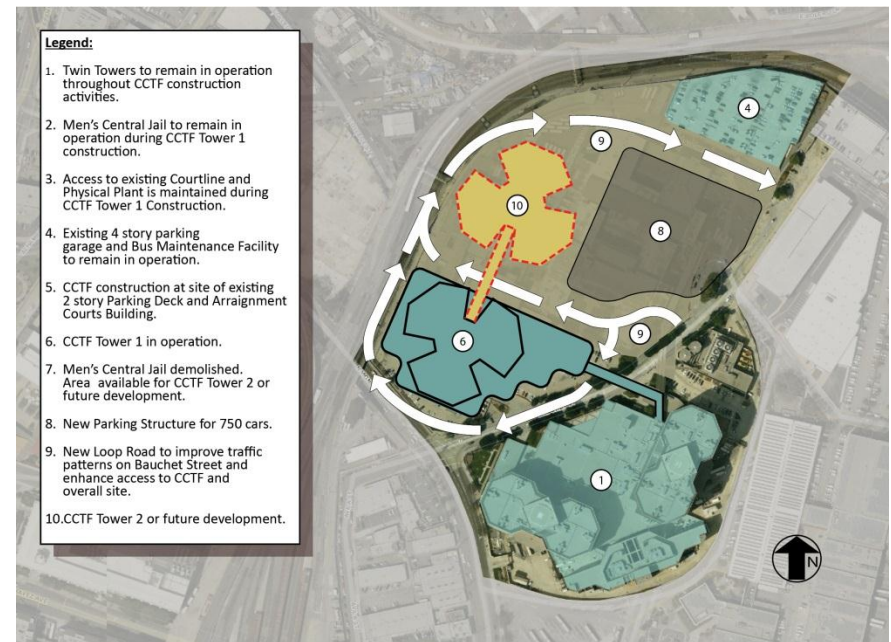 Legend:
1. Twin Towers to remain in operation
throughout CCTF construction
activities.
2. Men's Central Jail to remain in
operation during CCTF Tower 1
construction.
3. Access to existing Courtline and
Physical Plant is maintained during
CCTF Tower 1 Construction.
4. Existing 4 story parking
garage and Bus Maintenance Facility
to remain in operation.
5. CCTF construction at site of existing
2 story Parking Deck and Arraignment
Courts Building.
6. CCTF Tower 1 in operation.
7. Men's Central Jail demolished.
Area available for CCTF Tower 2 or
future development.
8. New Parking Structure for 750 cars.
9. New Loop Road to improve traffic
patterns on Bauchet Street and
enhance access to CCTF and
overall site.
10.CCTF Tower 2 or future development.
4
9
10
8
9
6
1
N